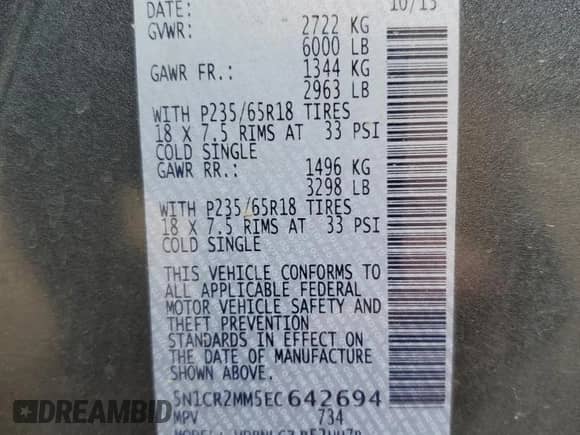 DATE: 10/13
GVWR: 2722 KG
6000 LB
GAWR FR.: 1344 KG
2963 LB
WITH P235/65R18 TIRES
18 X 7.5 RIMS AT 33 PSI
COLD SINGLE
GAWR RR.: 1496 KG
3298 LB
WITH P235/65R18 TIRES
18 X 7.5 RIMS AT 33 PSI
COLD SINGLE
THIS VEHICLE CONFORMS TO
ALL APPLICABLE FEDERAL
MOTOR VEHICLE SAFETY AND
THEFT PREVENTION
STANDARDS IN EFFECT ON
THE DATE OF MANUFACTURE
SHOWN ABOVE.
5N1CR2MM5EC642694
MPV 734
DREAMBID